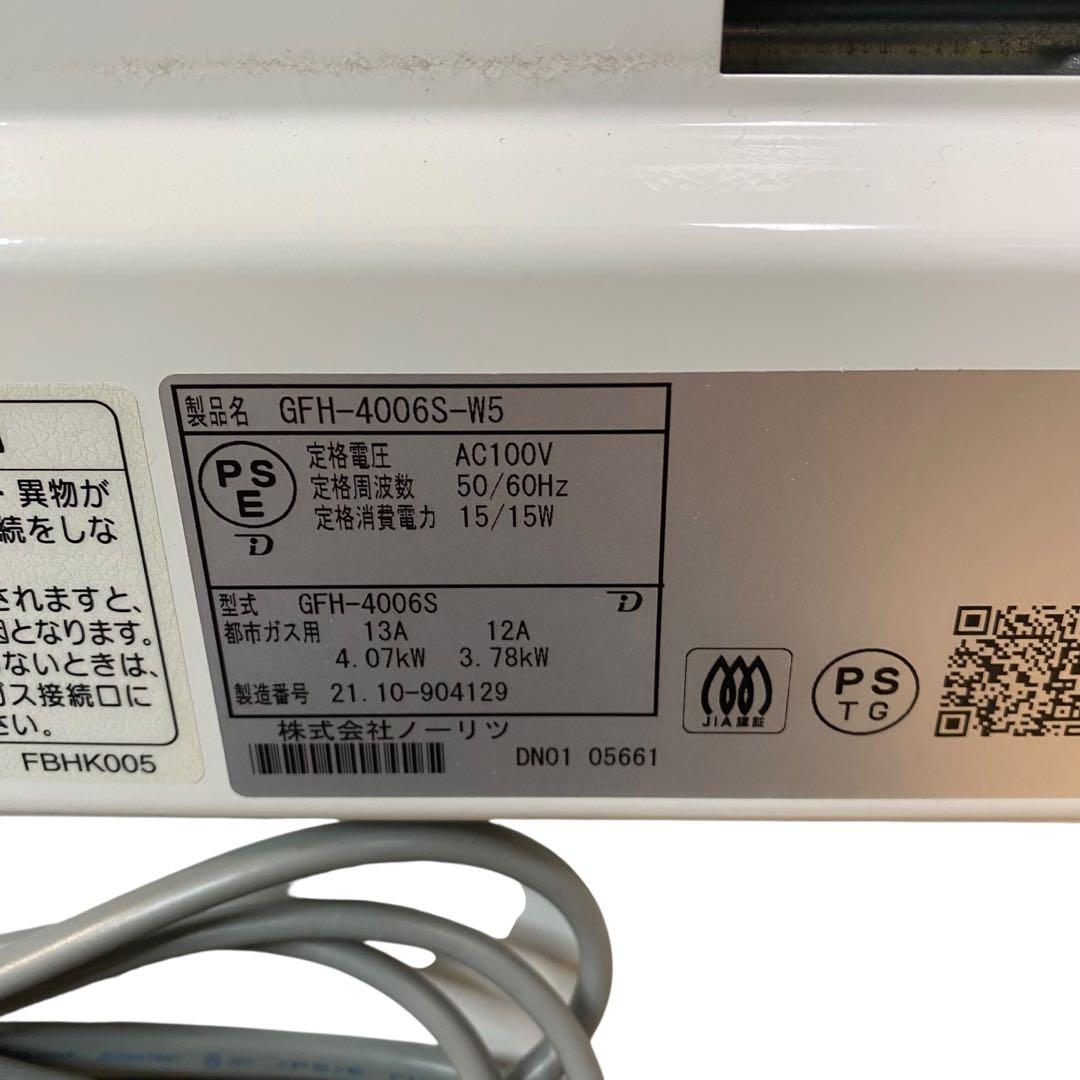 異物が
続をしな
されますと、
因となります。
ないときは、
ガス接続口に
さい。
FBHK005
製品名 GFH-4006S-W5
PS
E
定格電圧 AC100V
定格周波数 50/60Hz
定格消費電力 15/15W
型式 GFH-4006S
都市ガス用 13A 12A
4.07kW 3.78kW
製造番号 21.10-904129
株式会社ノーリツ
DN01 05661
JIA認証
PS
TG